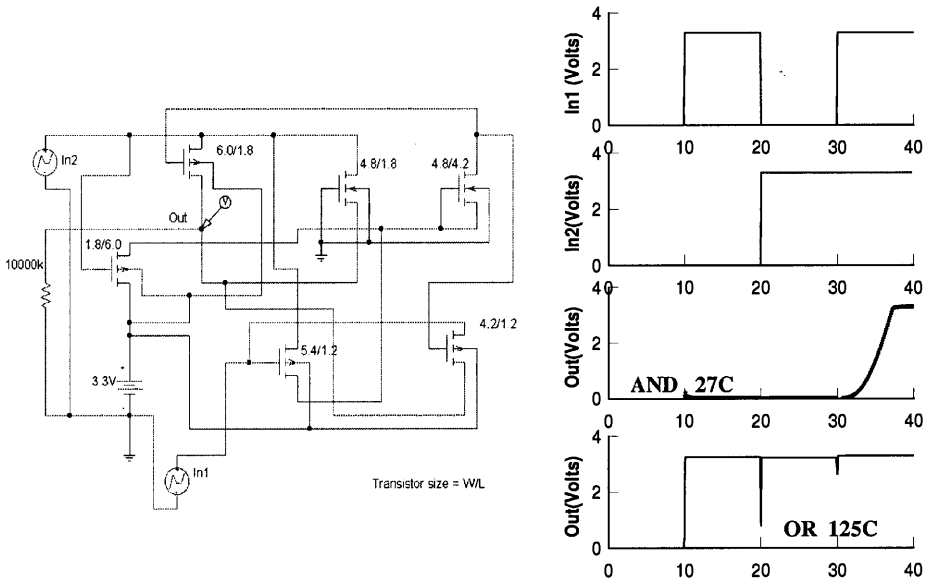 In2
6.0/1.8
4.8/1.8
4.8/4.2
V
Out
1.8/6.0
10000k
3.3V
5.4/1.2
4.2/1.2
In1
Transistor size = W/L
In1 (Volts)
4
2
0
0 10 20 30 40
In2(Volts)
4
2
0
0 10 20 30 40
Out(Volts)
4
2
0
AND 27C
0 10 20 30 40
Out(Volts)
4
2
0
OR 125C
0 10 20 30 40